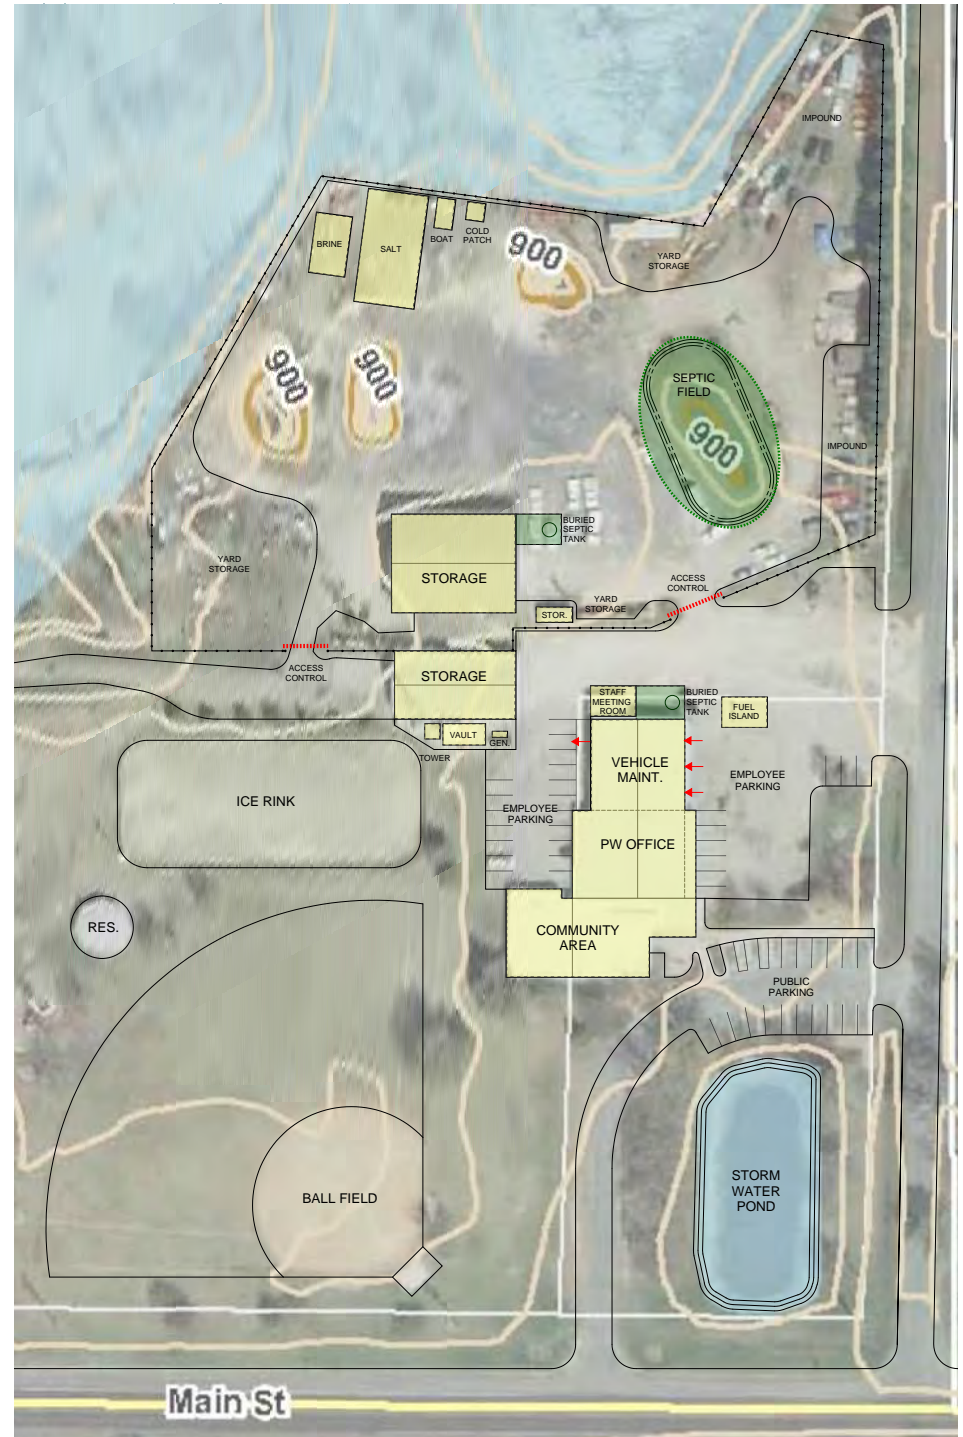 IMPOUND
BRINE
SALT
BOAT
COLD
PATCH
900
YARD
STORAGE
900
900
SEPTIC
FIELD
900
IMPOUND
BURIED
SEPTIC
TANK
YARD
STORAGE
STORAGE
ACCESS
CONTROL
YARD
STORAGE
STOR.
ACCESS
CONTROL
STORAGE
STAFF
MEETING
ROOM
BURIED
SEPTIC
TANK
FUEL
ISLAND
VAULT
GEN.
TOWER
VEHICLE
MAINT.
EMPLOYEE
PARKING
ICE RINK
EMPLOYEE
PARKING
PW OFFICE
RES.
COMMUNITY
AREA
PUBLIC
PARKING
STORM
WATER
POND
BALL FIELD
Main St